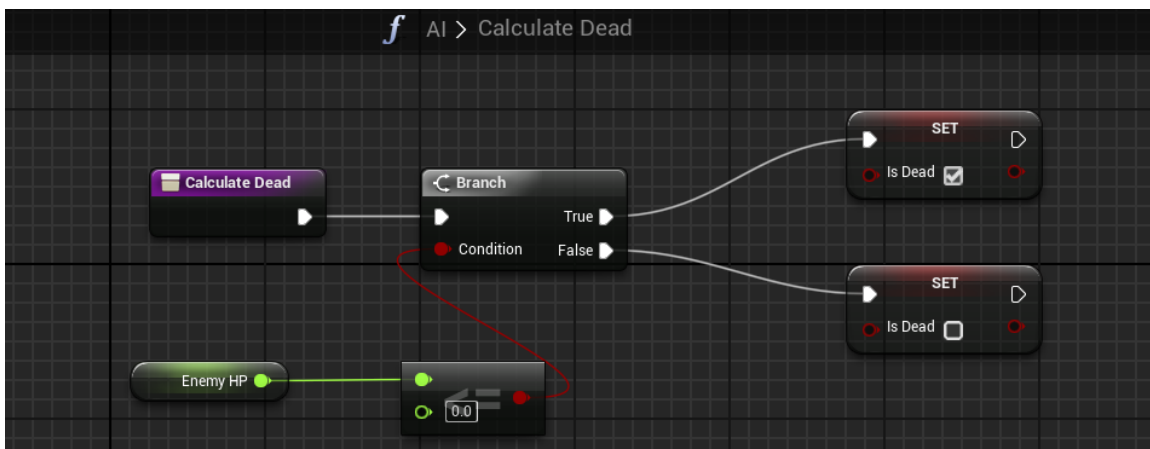 f AI > Calculate Dead
SET
Is Dead
Calculate Dead
Branch
True
Condition
False
SET
Is Dead
Enemy HP
<=
0.0